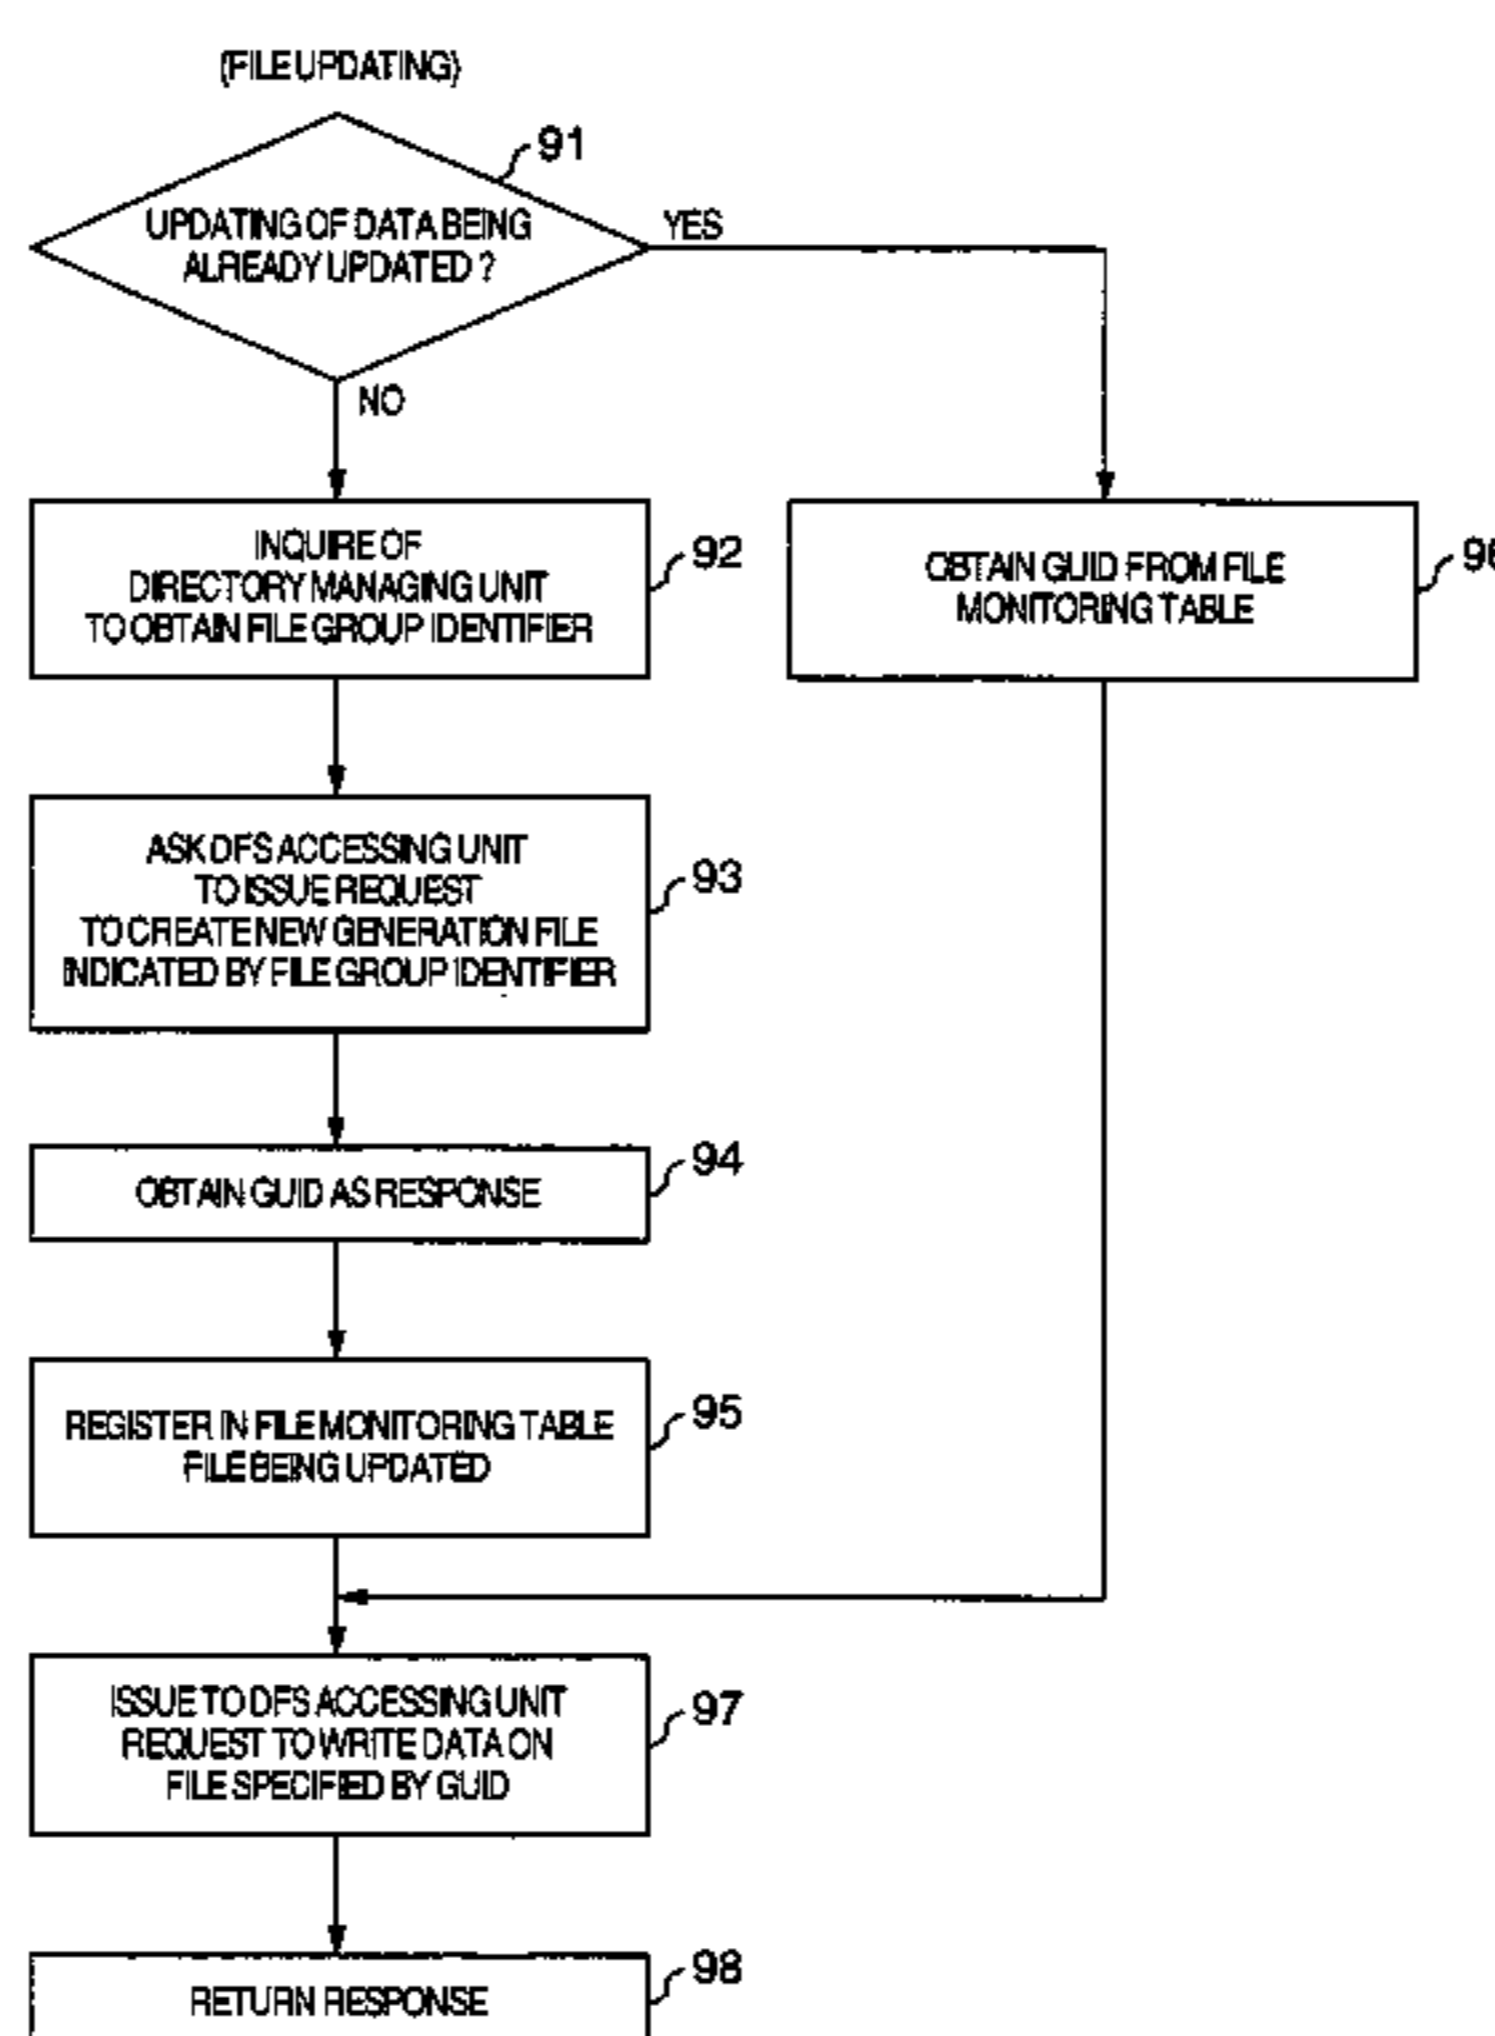 (FILE UPDATING)
91
UPDATING OF DATA BEING
ALREADY UPDATED ?
YES
NO
INQUIRE OF
DIRECTORY MANAGING UNIT
TO OBTAIN FILE GROUP IDENTIFIER
92
OBTAIN GUID FROM FILE
MONITORING TABLE
96
ASK DFS ACCESSING UNIT
TO ISSUE REQUEST
TO CREATE NEW GENERATION FILE
INDICATED BY FILE GROUP IDENTIFIER
93
OBTAIN GUID AS RESPONSE
94
REGISTER IN FILE MONITORING TABLE
FILE BEING UPDATED
95
ISSUE TO DFS ACCESSING UNIT
REQUEST TO WRITE DATA ON
FILE SPECIFIED BY GUID
97
RETURN RESPONSE
98